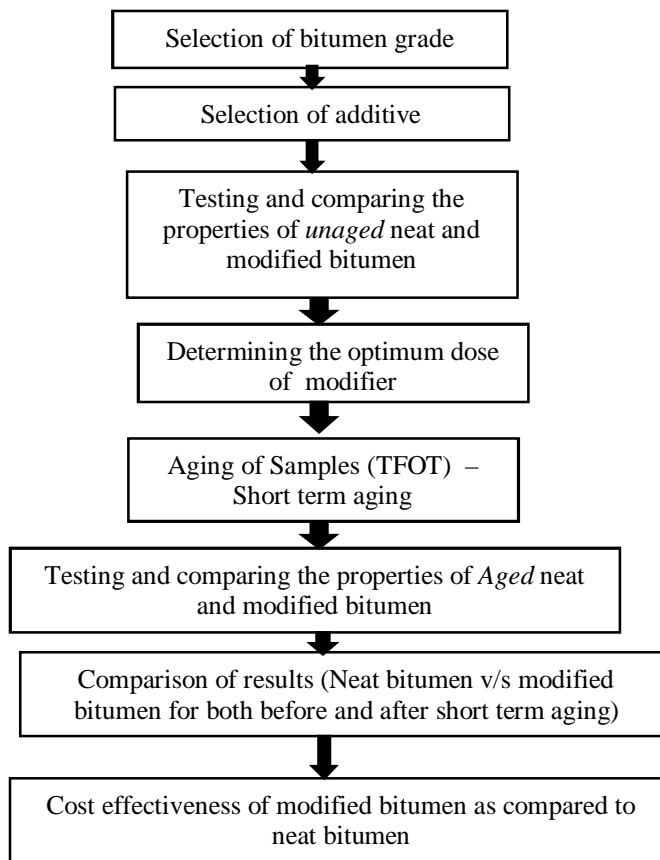 Selection of bitumen grade
Selection of additive
Testing and comparing the
properties of unaged neat and
modified bitumen
Determining the optimum dose
of modifier
Aging of Samples (TFOT) –
Short term aging
Testing and comparing the properties of Aged neat
and modified bitumen
Comparison of results (Neat bitumen v/s modified
bitumen for both before and after short term aging)
Cost effectiveness of modified bitumen as compared to
neat bitumen